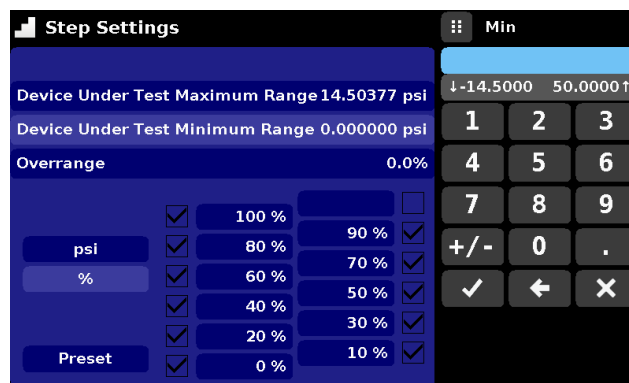 Step Settings
Min
↓-14.5000 50.0000↑
Device Under Test Maximum Range 14.50377 psi
Device Under Test Minimum Range 0.000000 psi
Overrange 0.0%
psi
%
Preset
100 %
80 %
60 %
40 %
20 %
0 %
90 %
70 %
50 %
30 %
10 %
1 2 3
4 5 6
7 8 9
+/- 0 .